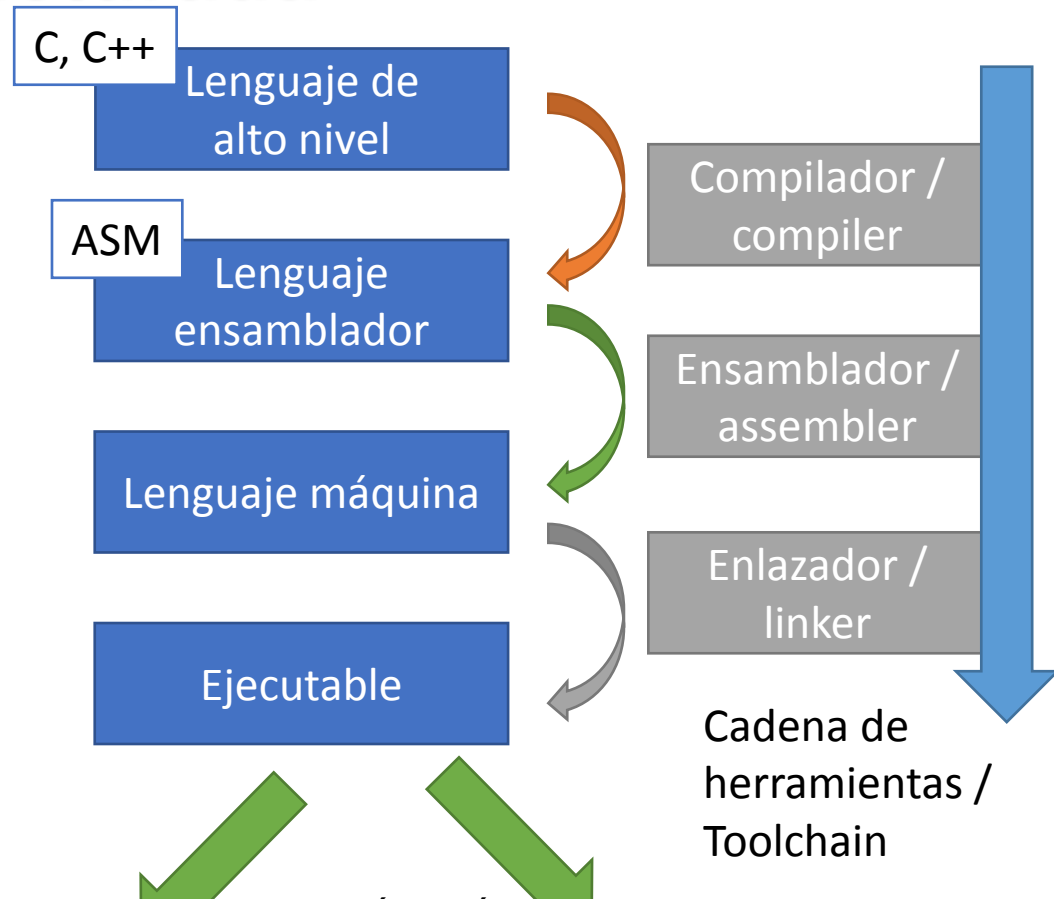 C, C++
Lenguaje de
alto nivel
Compilador /
compiler
ASM
Lenguaje
ensamblador
Ensamblador /
assembler
Lenguaje máquina
Enlazador /
linker
Ejecutable
Cadena de
herramientas /
Toolchain